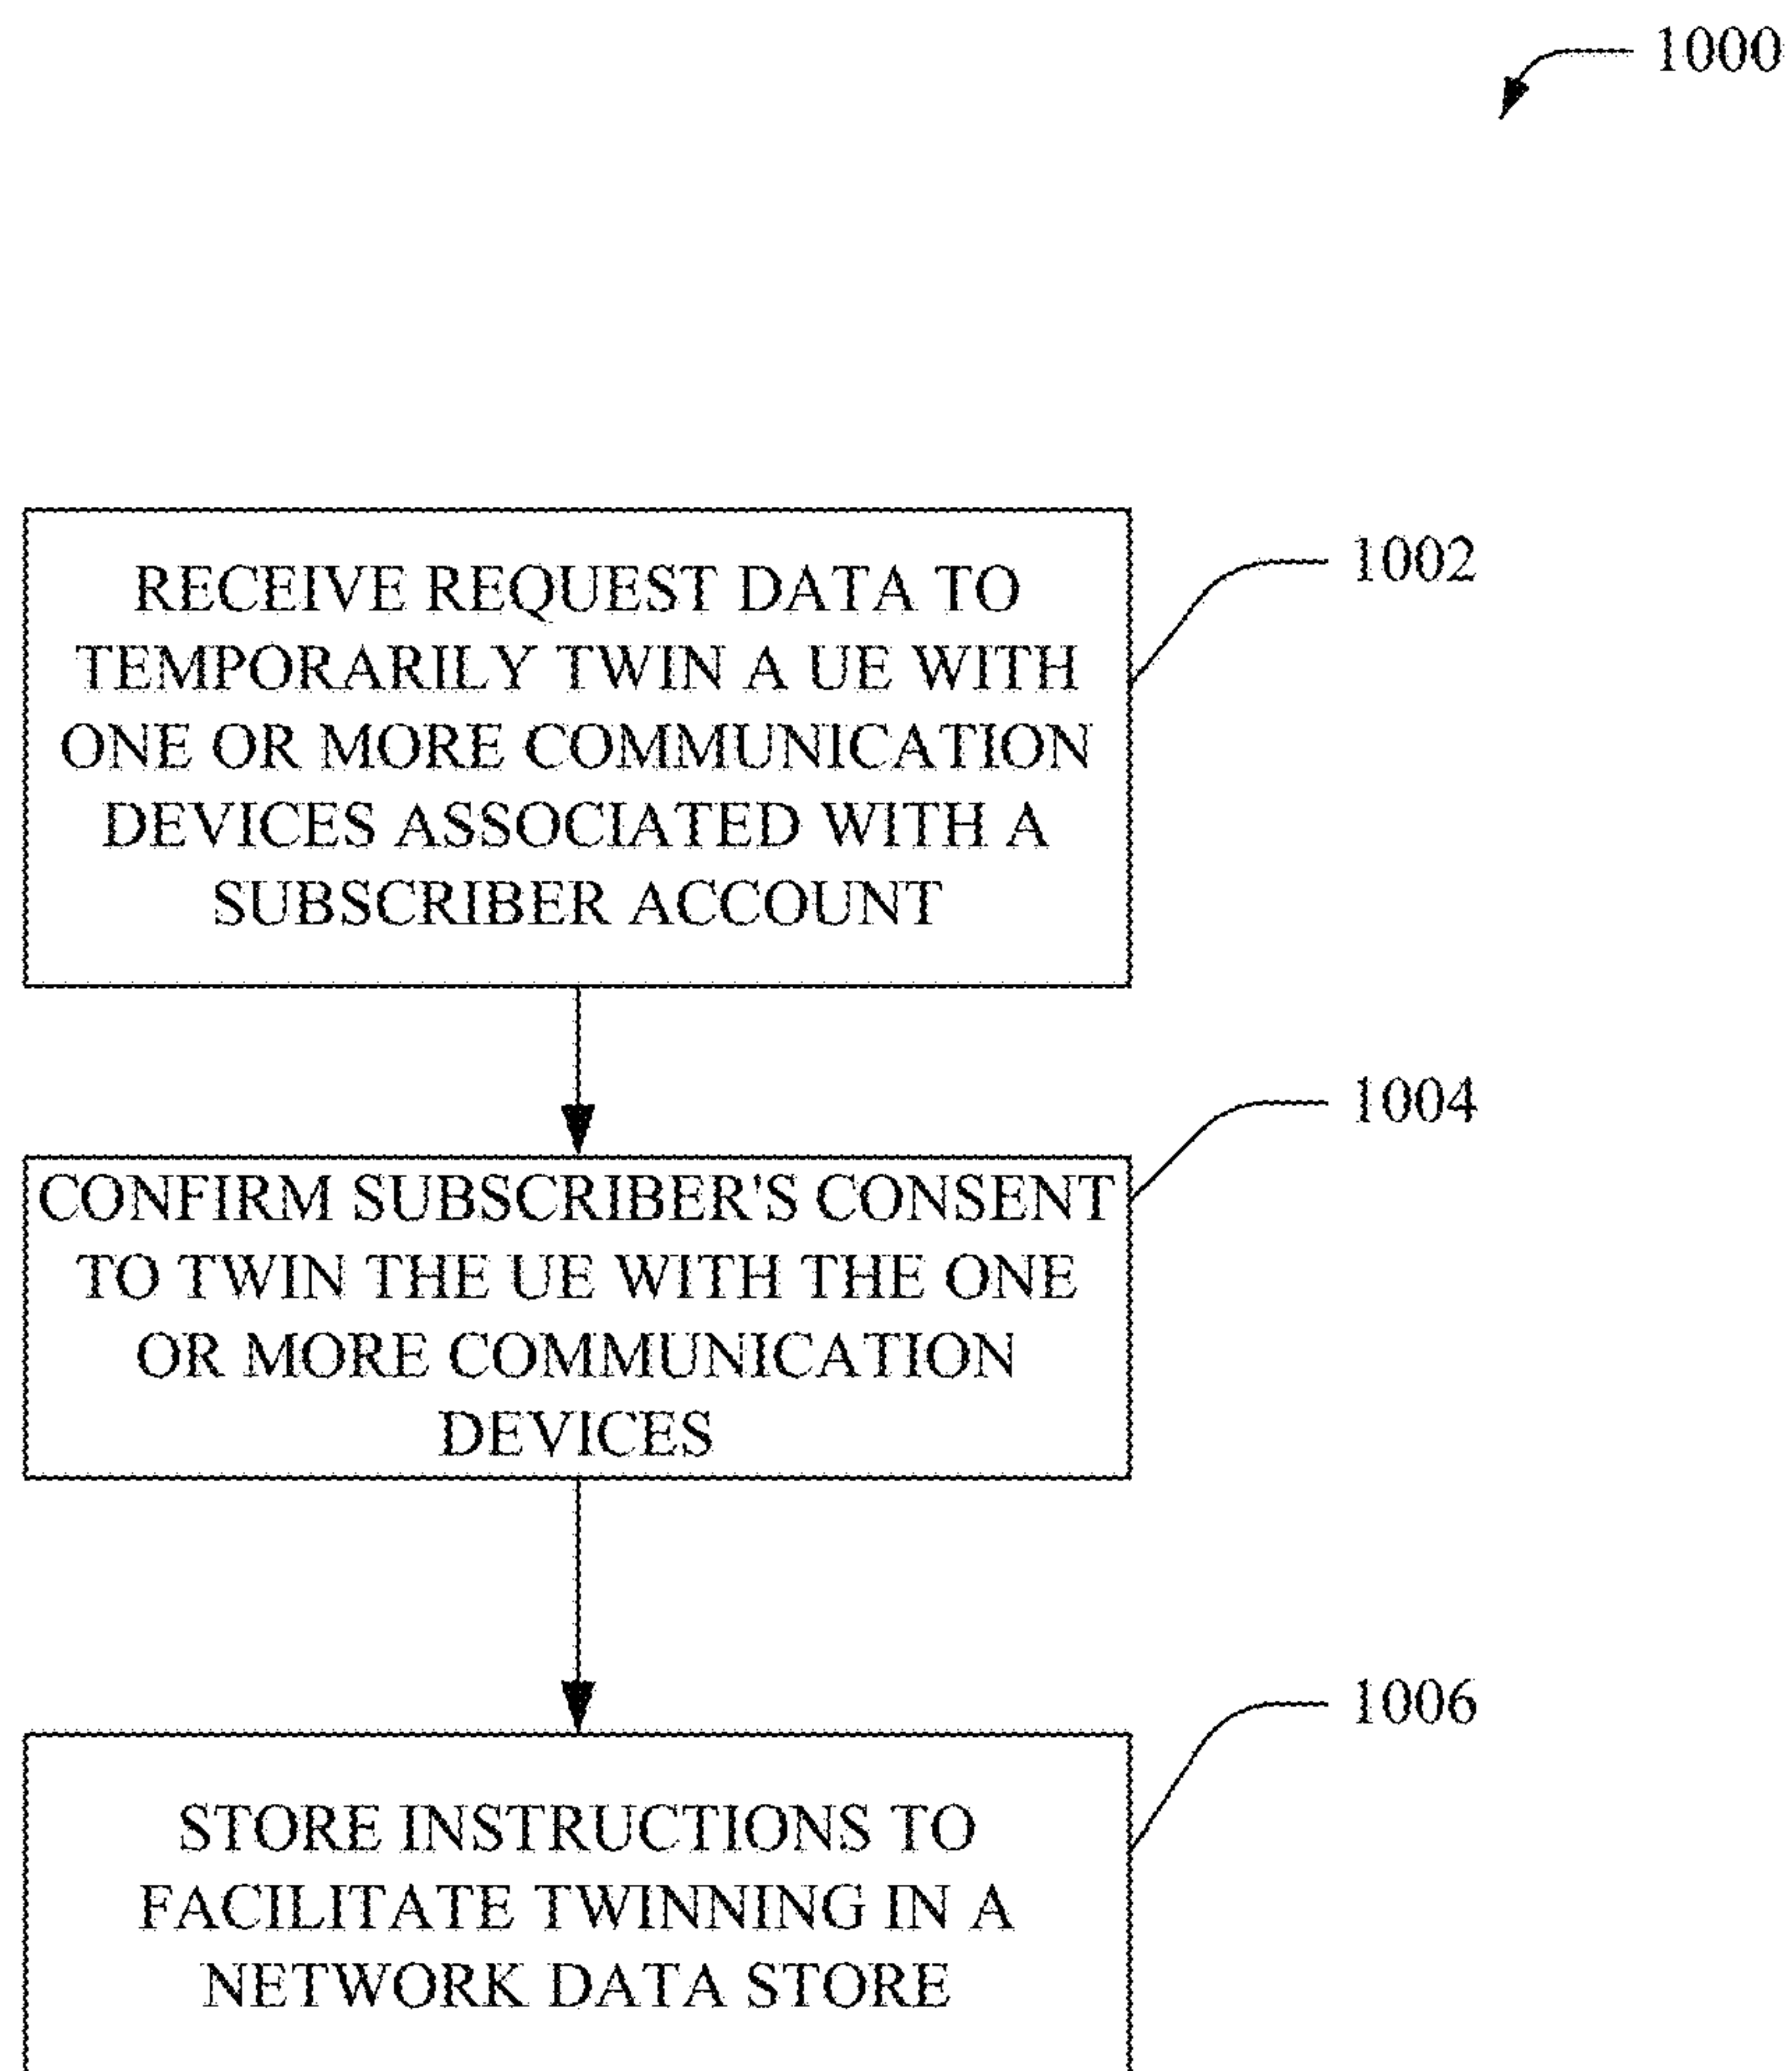 1000
RECEIVE REQUEST DATA TO
TEMPORARILY TWIN A UE WITH
ONE OR MORE COMMUNICATION
DEVICES ASSOCIATED WITH A
SUBSCRIBER ACCOUNT
1002
CONFIRM SUBSCRIBER'S CONSENT
TO TWIN THE UE WITH THE ONE
OR MORE COMMUNICATION
DEVICES
1004
STORE INSTRUCTIONS TO
FACILITATE TWINNING IN A
NETWORK DATA STORE
1006